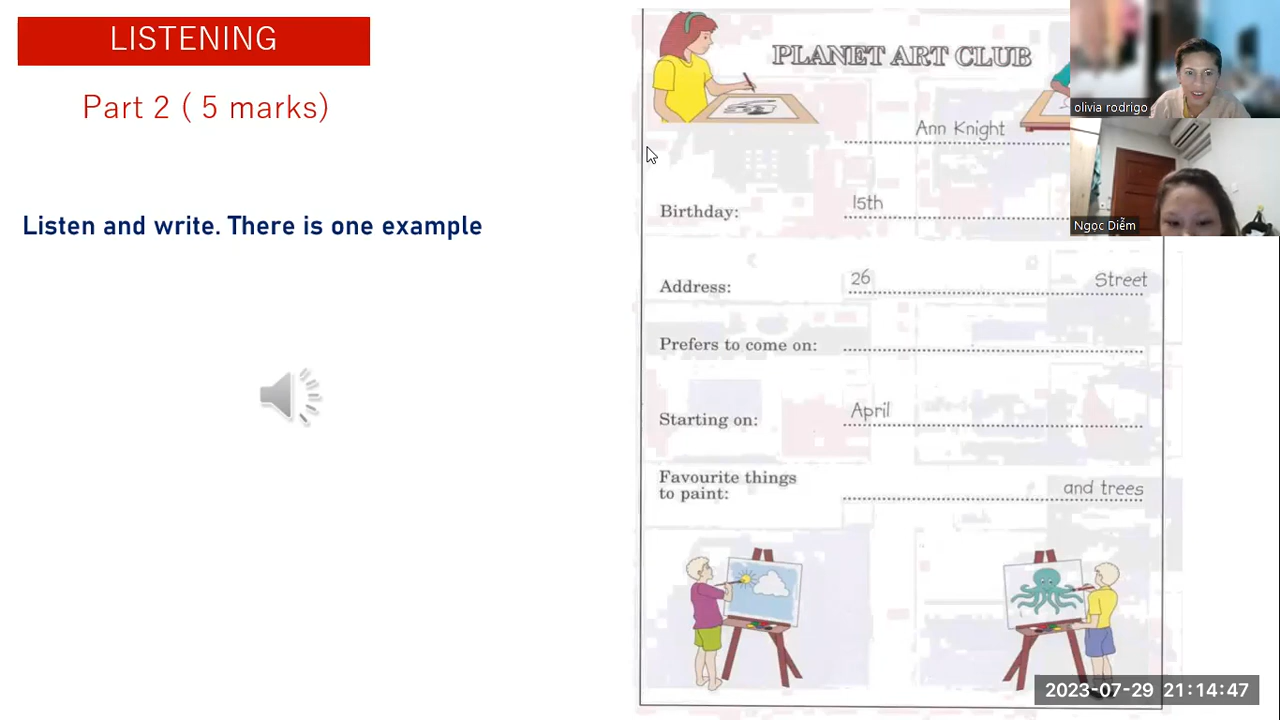 LISTENING
Part 2 ( 5 marks)
Listen and write. There is one example
PLANET ART CLUB
Ann Knight
Birthday: 15th
Address: 26 Street
Prefers to come on:
Starting on: April
Favourite things
to paint: and trees
olivia rodrigo
Ngọc Diễm
2023-07-29 21:14:47